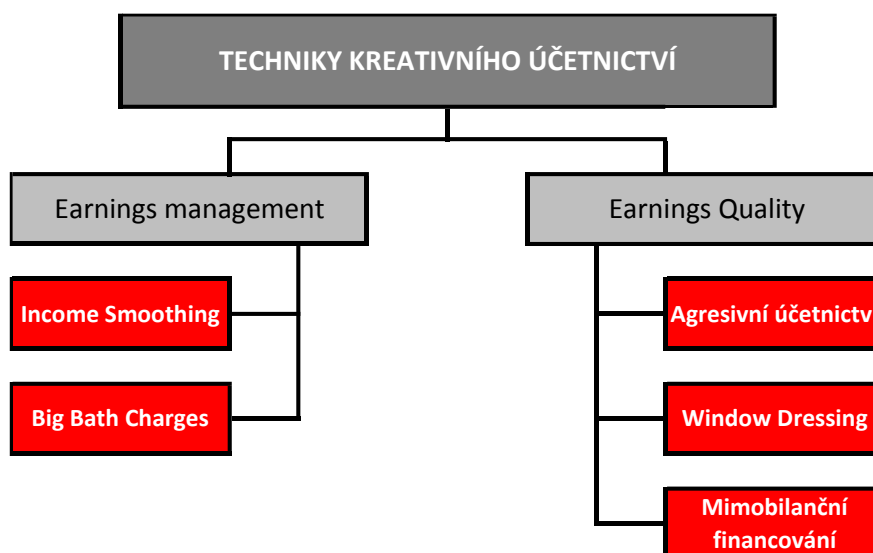 TECHNIKY KREATIVNÍHO ÚČETNICTVÍ
Earnings management
Earnings Quality
Income Smoothing
Agresivní účetnictv
Big Bath Charges
Window Dressing
Mimobilanční
financování